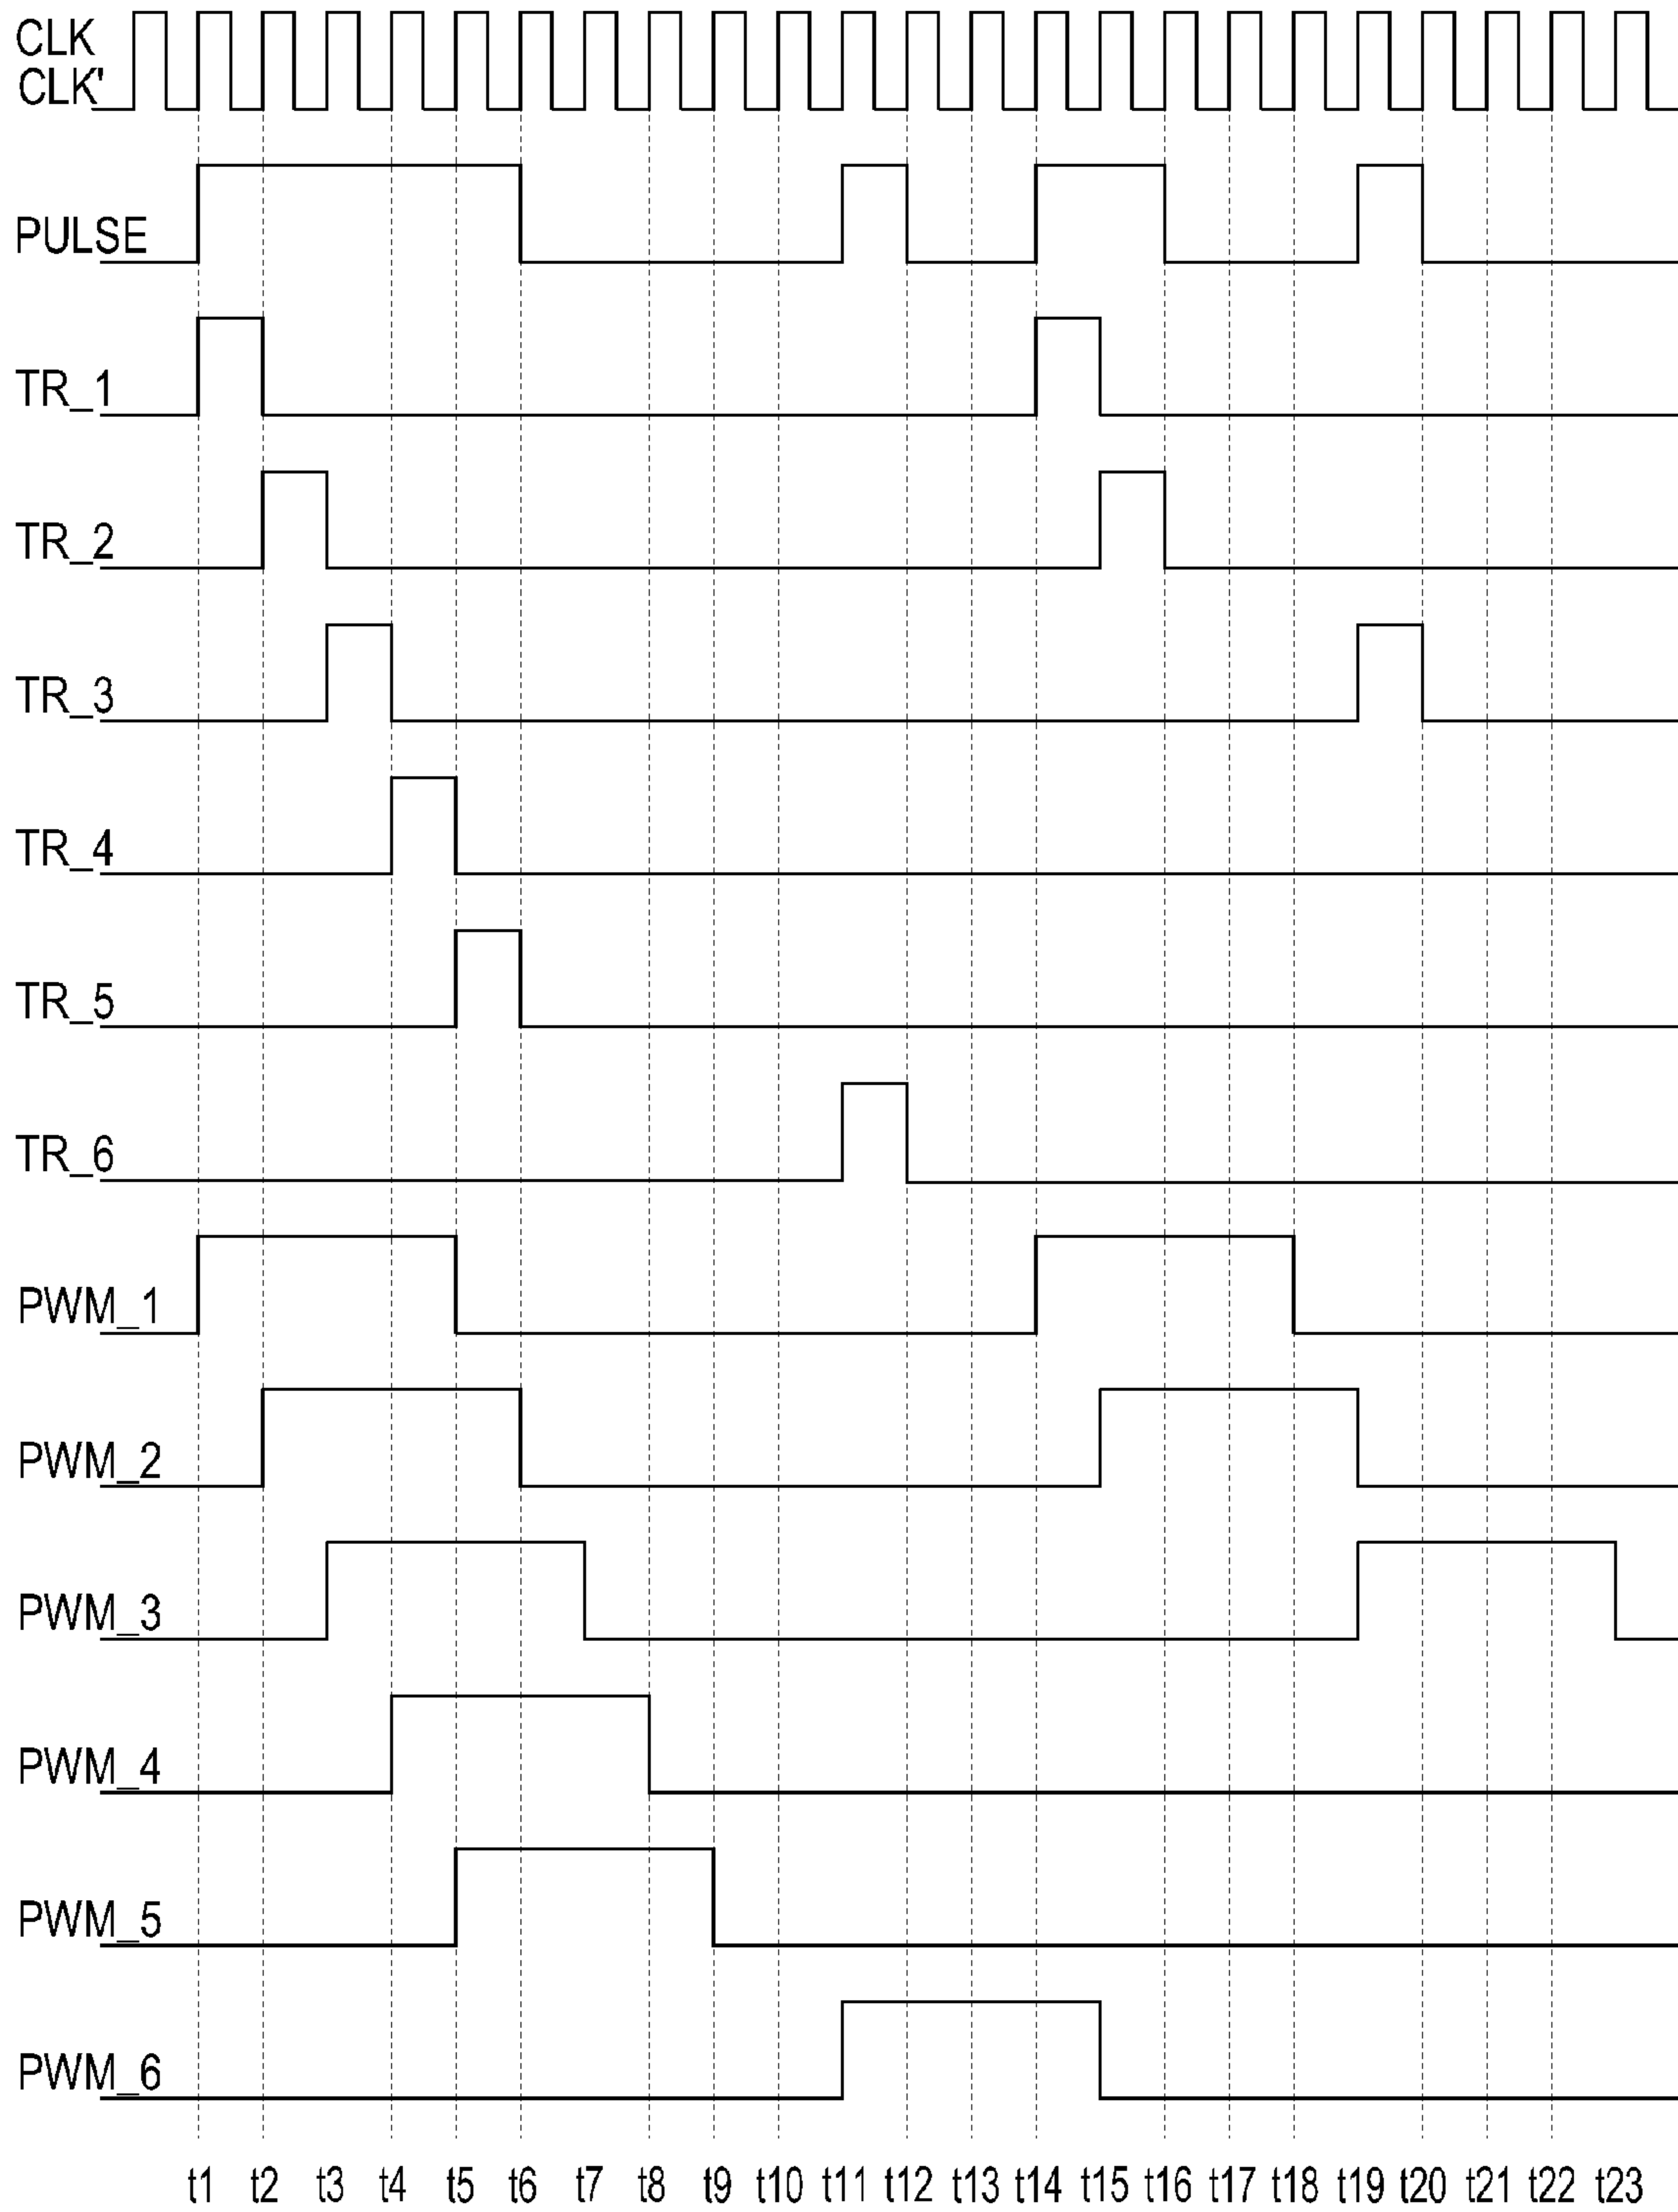 CLK
CLK'
PULSE
TR_1
TR_2
TR_3
TR_4
TR_5
TR_6
PWM_1
PWM_2
PWM_3
PWM_4
PWM_5
PWM_6
t1 t2 t3 t4 t5 t6 t7 t8 t9 t10 t11 t12 t13 t14 t15 t16 t17 t18 t19 t20 t21 t22 t23